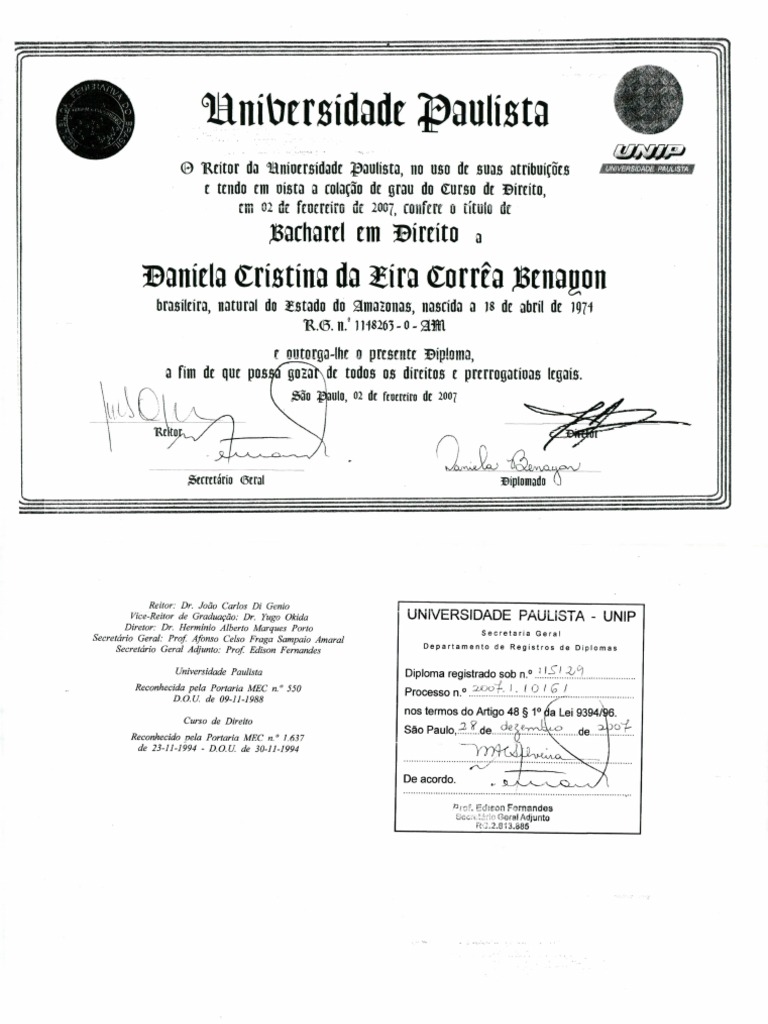 Universidade Paulista
UNIP
UNIVERSIDADE PAULISTA
O Reitor da Universidade Paulista, no uso de suas atribuições
e tendo em vista a colação de grau do Curso de Direito,
em 02 de fevereiro de 2007, confere o título de
Bacharel em Direito a
Daniela Cristina da Eira Corrêa Benayon
brasileira, natural do Estado do Amazonas, nascida a 18 de abril de 1974
R.G. n.º 1148263-0 - AM
e outorga-lhe o presente Diploma,
a fim de que possa gozar de todos os direitos e prerrogativas legais.
São Paulo, 02 de fevereiro de 2007
Reitor
Diretor
Daniela Benayon
Secretário Geral
Diplomado
Reitor: Dr. João Carlos Di Genio
Vice-Reitor de Graduação: Dr. Yugo Okida
Diretor: Dr. Hermínio Alberto Marques Porto
Secretário Geral: Prof. Afonso Celso Fraga Sampaio Amaral
Secretário Geral Adjunto: Prof. Edison Fernandes
Universidade Paulista
Reconhecida pela Portaria MEC n.º 550
D.O.U. de 09-11-1988
Curso de Direito
Reconhecido pela Portaria MEC n.º 1.637
de 23-11-1994 - D.O.U. de 30-11-1994
UNIVERSIDADE PAULISTA - UNIP
Secretaria Geral
Departamento de Registros de Diplomas
Diploma registrado sob n.º 115129
Processo n.º 2007.1.10161
nos termos do Artigo 48 § 1º da Lei 9394/96.
São Paulo, 28 de dezembro de 2007
De acordo.
Prof. Edison Fernandes
Secretário Geral Adjunto
R.G.2.813.885